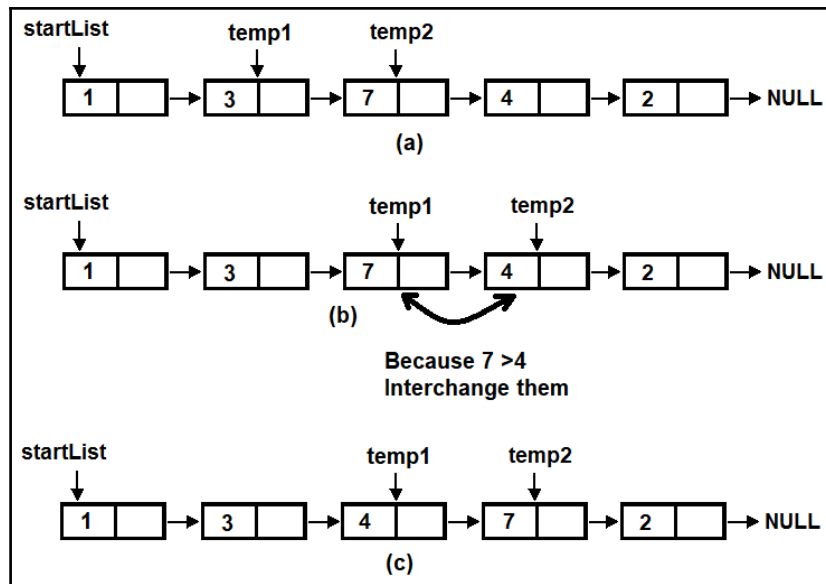 startList temp1 temp2
1 3 7 4 2 NULL
(a)
startList temp1 temp2
1 3 7 4 2 NULL
(b)
Because 7 >4
Interchange them
startList temp1 temp2
1 3 4 7 2 NULL
(c)